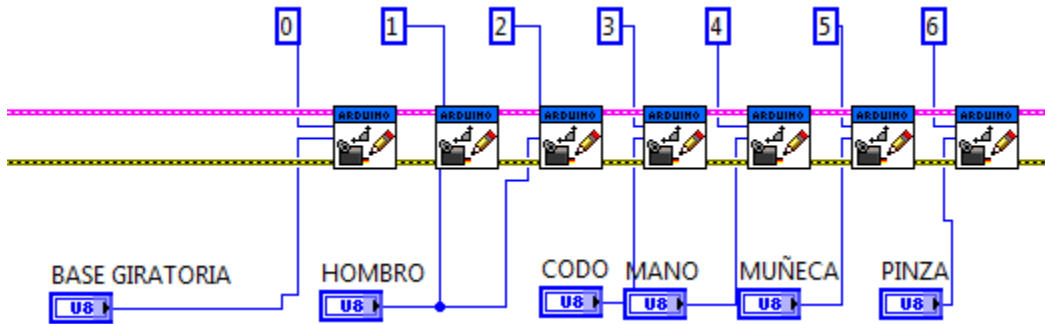 0 1 2 3 4 5 6
ARDUINO ARDUINO ARDUINO ARDUINO ARDUINO ARDUINO ARDUINO
BASE GIRATORIA HOMBRO CODO MANO MUÑECA PINZA
U8 U8 U8 U8 U8 U8